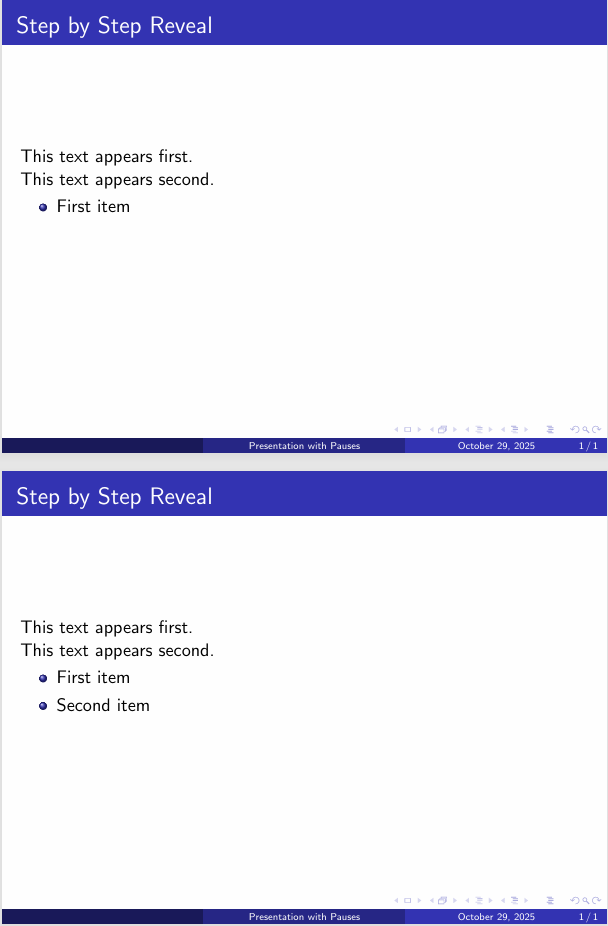 Step by Step Reveal
This text appears first.
This text appears second.
First item
Presentation with Pauses October 29, 2025 1 / 1
Step by Step Reveal
This text appears first.
This text appears second.
First item
Second item
Presentation with Pauses October 29, 2025 1 / 1